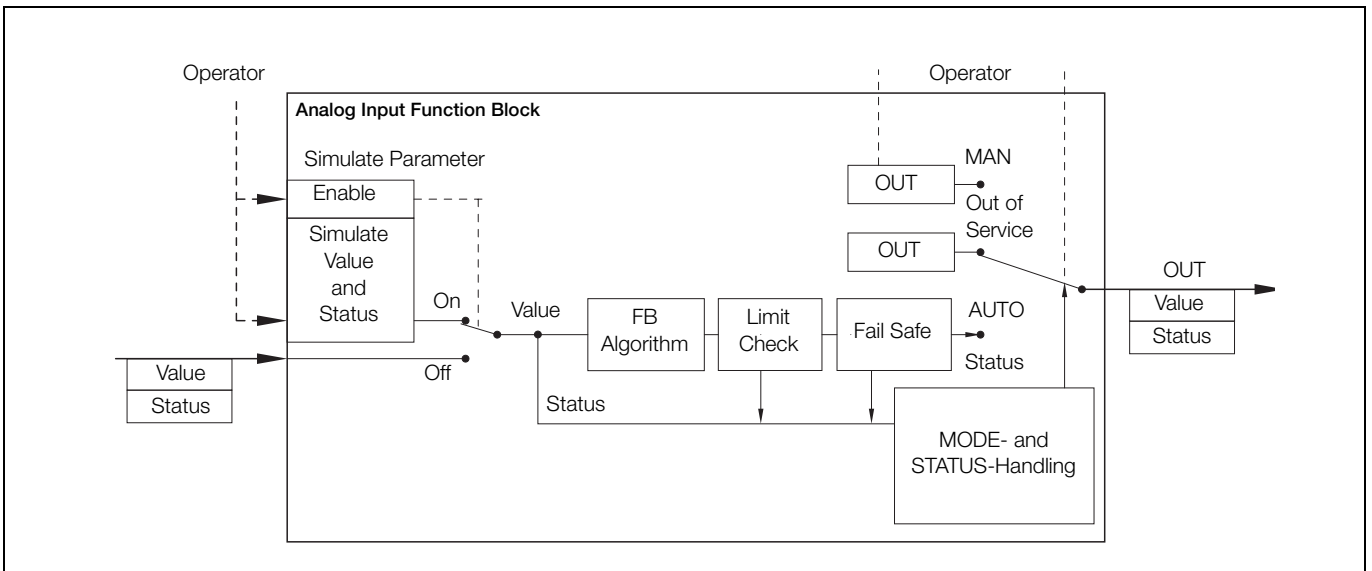 Operator
Operator
Analog Input Function Block
Simulate Parameter
Enable
Simulate
Value
and
Status
On
Off
Value
Status
Value
Status
FB
Algorithm
Limit
Check
Fail Safe
OUT
MAN
Out of
Service
OUT
AUTO
Status
MODE- and
STATUS-Handling
OUT
Value
Status